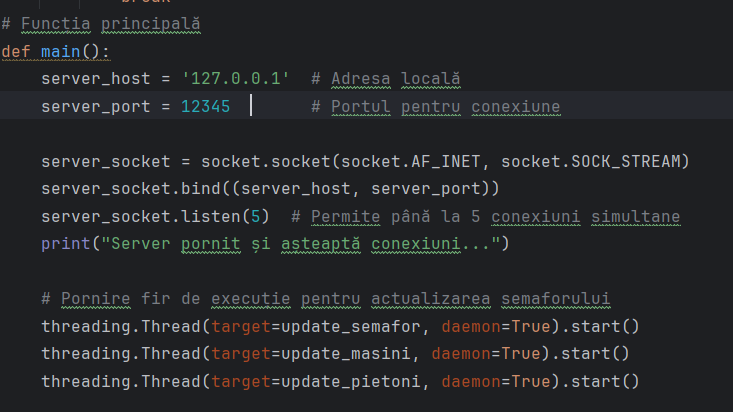 break
# Functia principală
def main():
    server_host = '127.0.0.1'  # Adresa locală
    server_port = 12345        # Portul pentru conexiune
    server_socket = socket.socket(socket.AF_INET, socket.SOCK_STREAM)
    server_socket.bind((server_host, server_port))
    server_socket.listen(5)  # Permite până la 5 conexiuni simultane
    print("Server pornit și așteaptă conexiuni...")
    # Pornire fir de execuție pentru actualizarea semaforului
    threading.Thread(target=update_semafor, daemon=True).start()
    threading.Thread(target=update_masini, daemon=True).start()
    threading.Thread(target=update_pietoni, daemon=True).start()